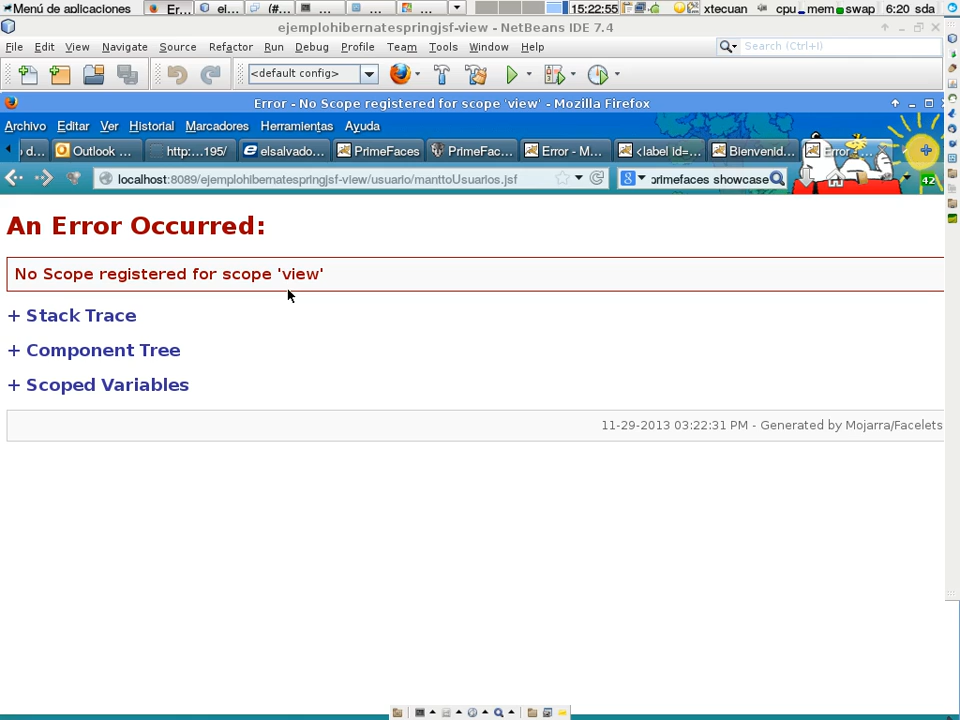 Menú de aplicaciones
Er...
el...
(#...
...
...
...
15:22:55
xtecuan
cpu
mem
swap
6:20
sda
ejemplohibernatespringjsf-view - NetBeans IDE 7.4
File Edit View Navigate Source Refactor Run Debug Profile Team Tools Window Help
Search (Ctrl+I)
<default config>
Error - No Scope registered for scope 'view' - Mozilla Firefox
Archivo Editar Ver Historial Marcadores Herramientas Ayuda
d...
Outlook ...
http:...195/
elsalvado...
PrimeFaces
PrimeFac...
Error - M...
<label id=...
Bienvenid...
localhost:8089/ejemplohibernatespringjsf-view/usuario/manttoUsuarios.jsf
primefaces showcase
42
An Error Occurred:
No Scope registered for scope 'view'
+ Stack Trace
+ Component Tree
+ Scoped Variables
11-29-2013 03:22:31 PM - Generated by Mojarra/Facelets